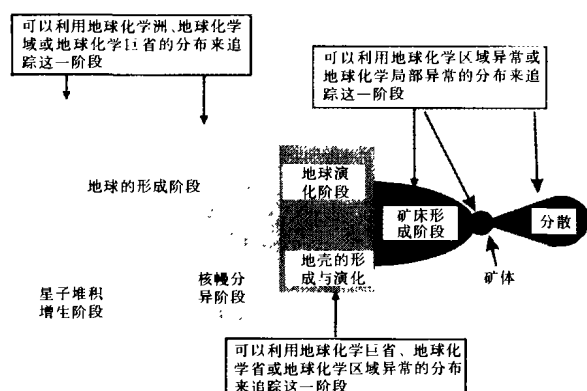 可以利用地球化学洲、地球化学
域或地球化学巨省的分布来追
踪这一阶段
可以利用地球化学区域异常或
地球化学局部异常的分布来追
踪这一阶段
地球的形成阶段
地球演
化阶段
矿床形
成阶段
分散
地壳的形
成与演化
矿体
核幔分
异阶段
星子堆积
增生阶段
可以利用地球化学巨省、地球化
学省或地球化学区域异常的分布
来追踪这一阶段